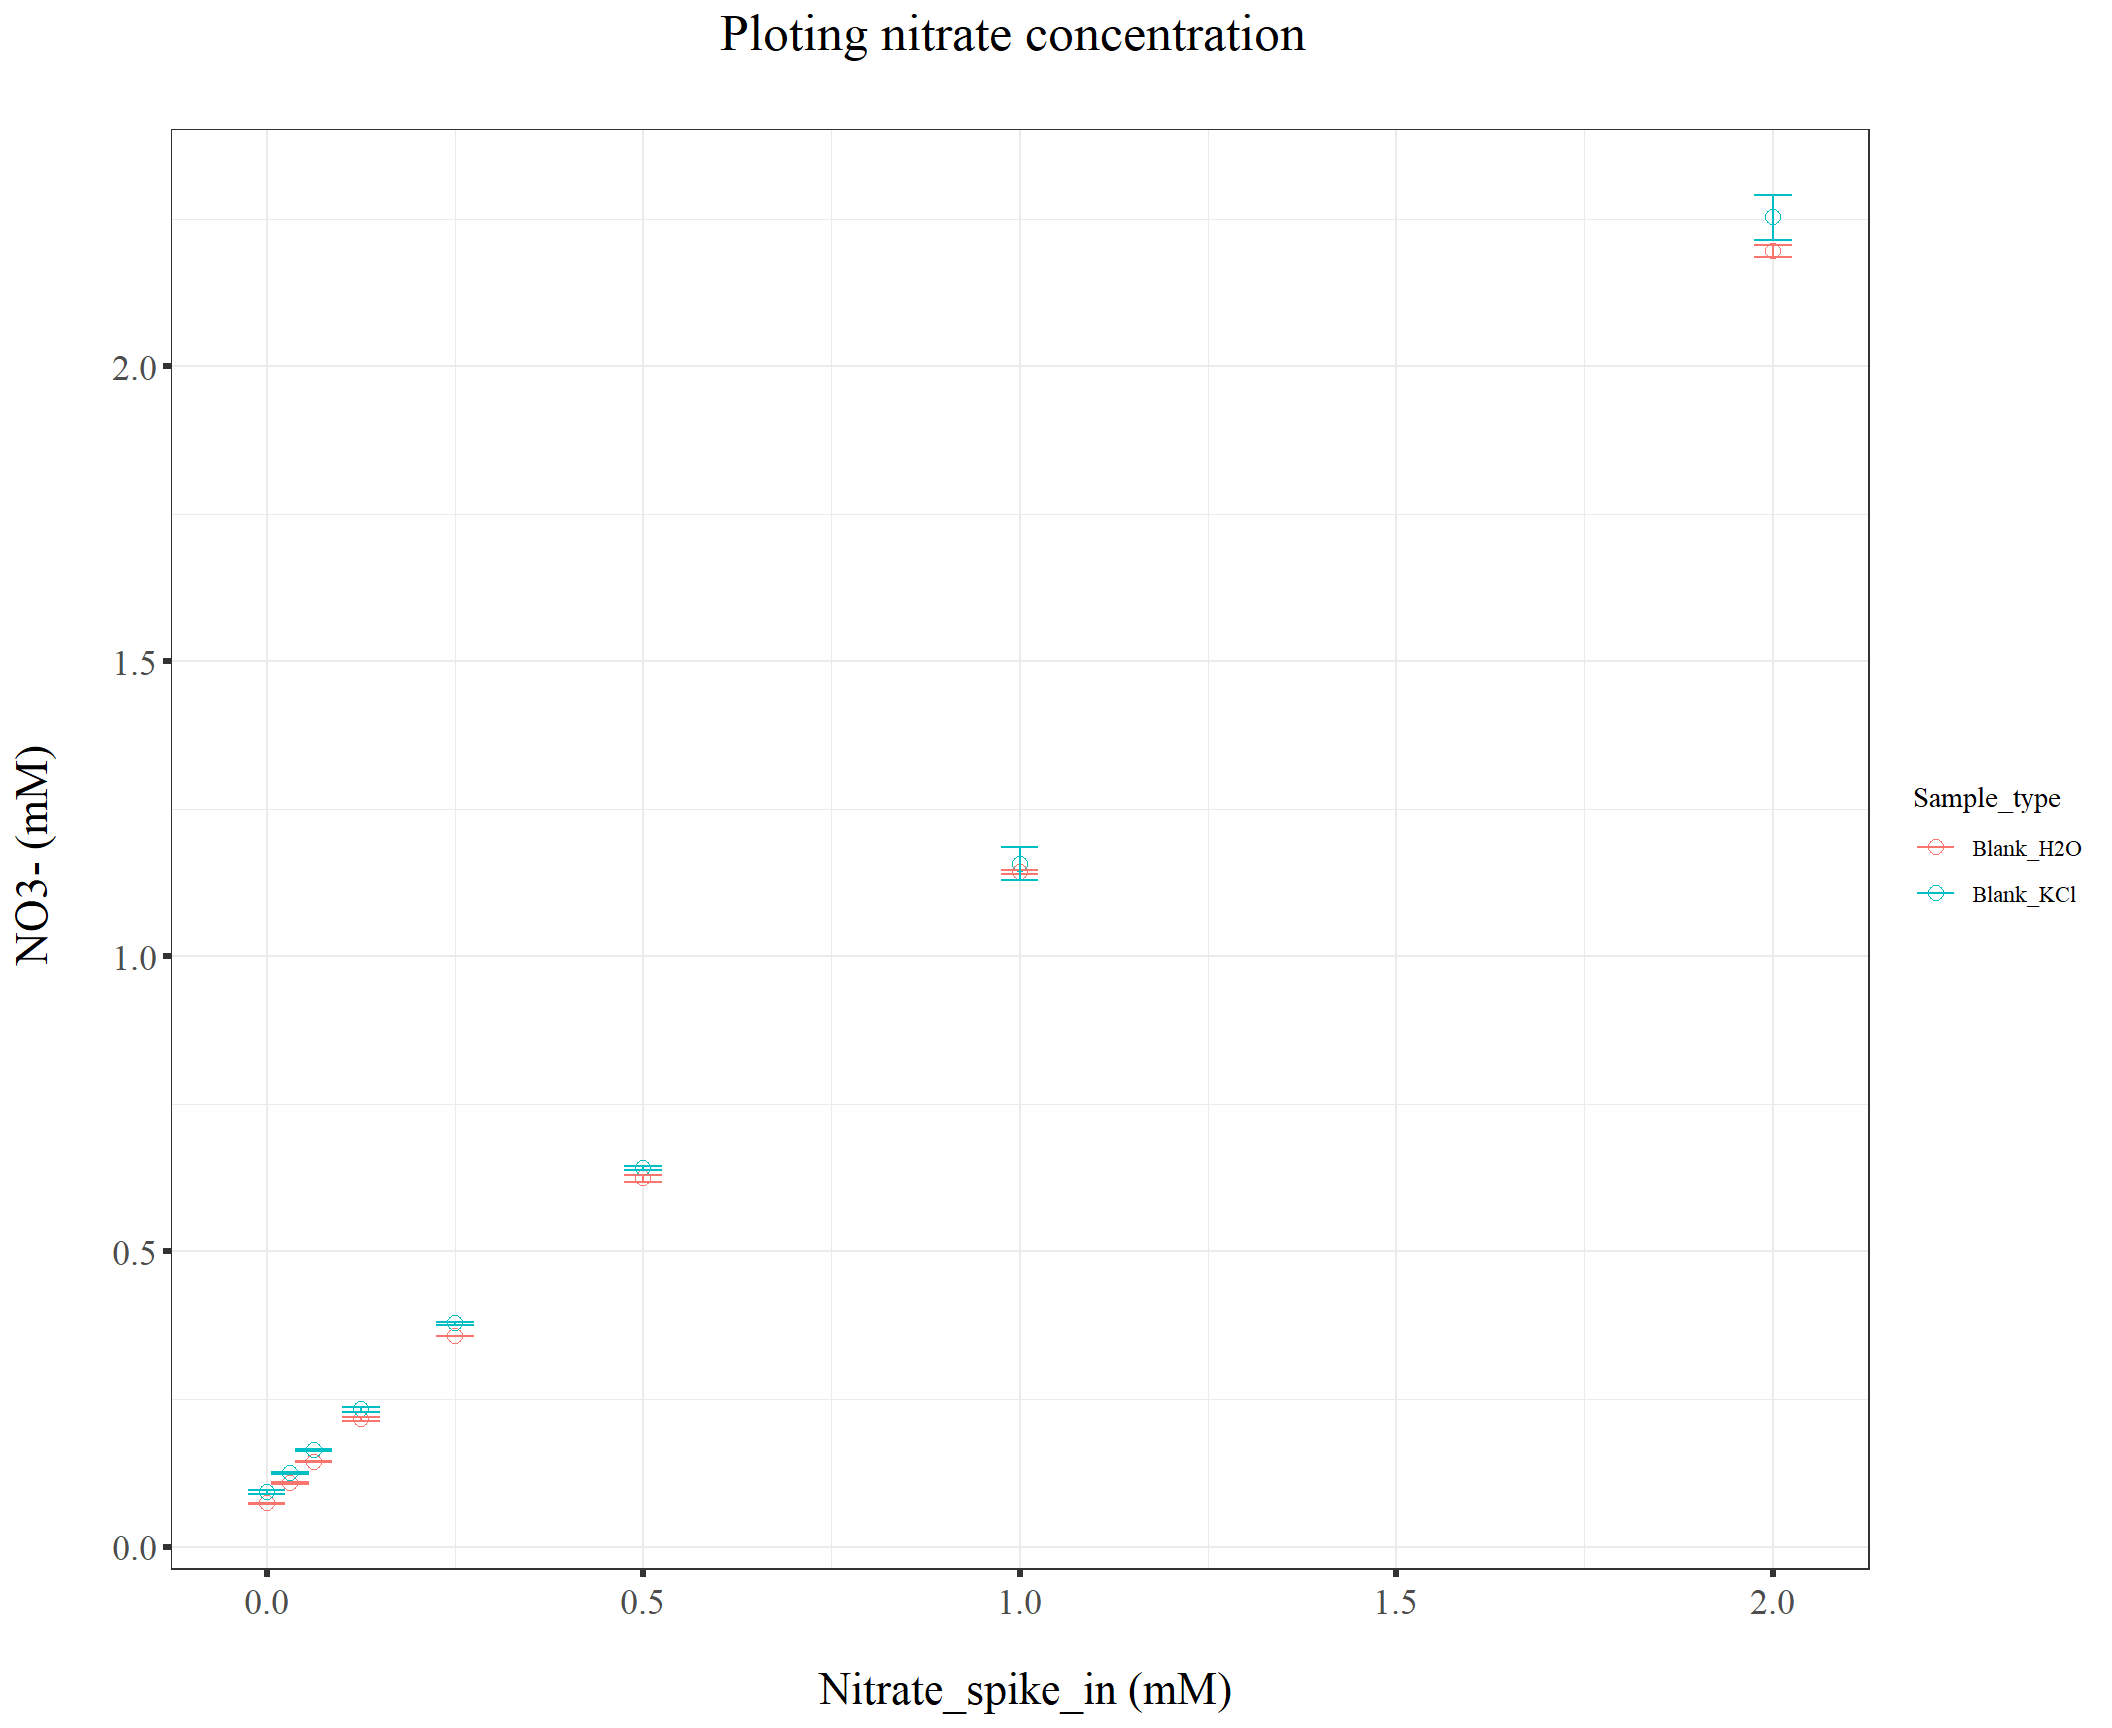 Ploting nitrate concentration
NO3- (mM)
2.0
1.5
1.0
0.5
0.0
0.0 0.5 1.0 1.5 2.0
Nitrate_spike_in (mM)
Sample_type
Blank_H2O
Blank_KCl